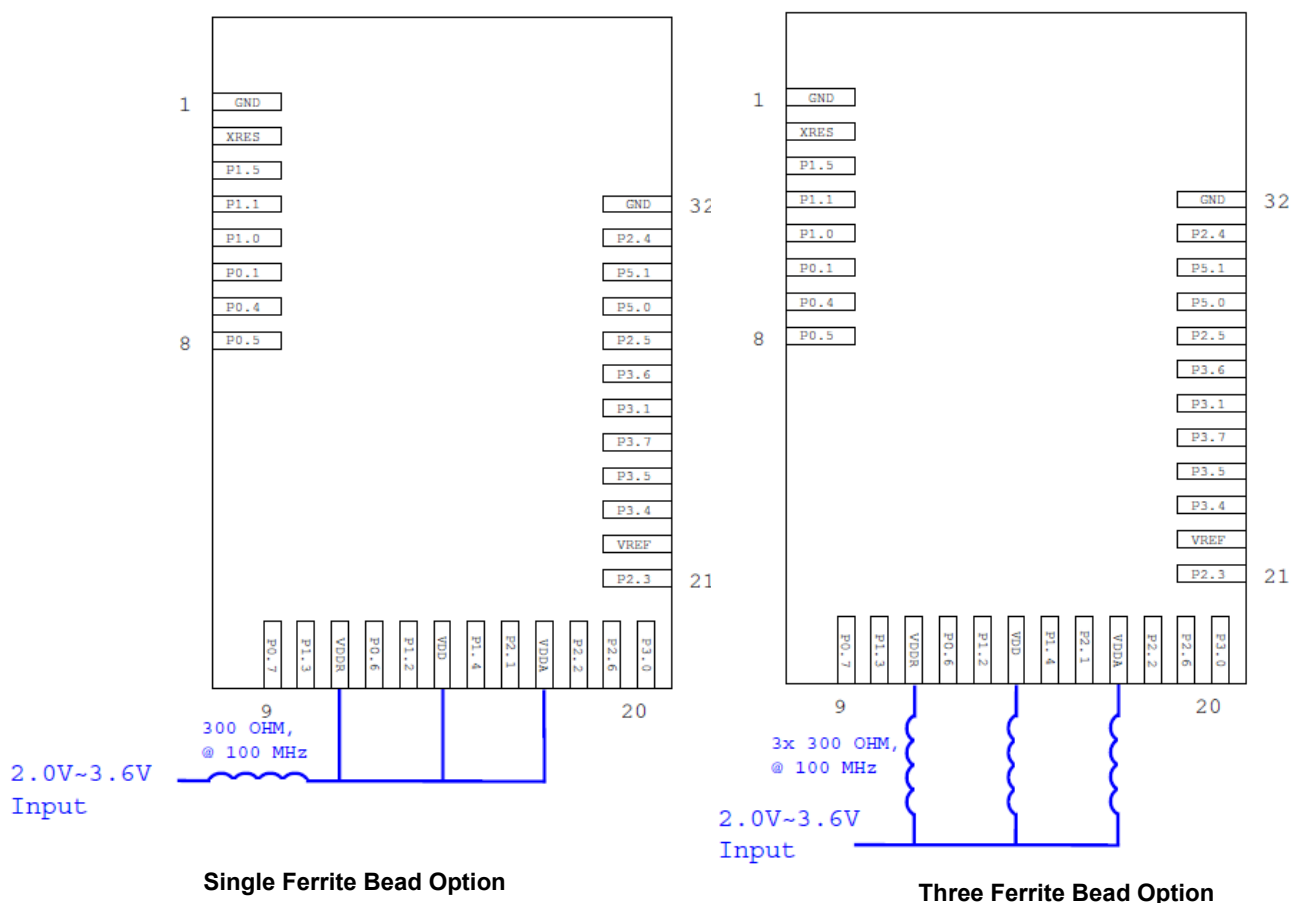 1
GND
XRES
P1.5
P1.1
P1.0
P0.1
P0.4
8
P0.5
GND
32
P2.4
P5.1
P5.0
P2.5
P3.6
P3.1
P3.7
P3.5
P3.4
VREF
P2.3
21
P0.7
P1.3
VDDR
P0.6
P1.2
VDD
P1.4
P2.1
VDDA
P2.2
P2.6
P3.0
9
20
300 OHM,
@ 100 MHz
2.0V~3.6V
Input
Single Ferrite Bead Option
1
GND
XRES
P1.5
P1.1
P1.0
P0.1
P0.4
8
P0.5
GND
32
P2.4
P5.1
P5.0
P2.5
P3.6
P3.1
P3.7
P3.5
P3.4
VREF
P2.3
21
P0.7
P1.3
VDDR
P0.6
P1.2
VDD
P1.4
P2.1
VDDA
P2.2
P2.6
P3.0
9
20
3x 300 OHM,
@ 100 MHz
2.0V~3.6V
Input
Three Ferrite Bead Option